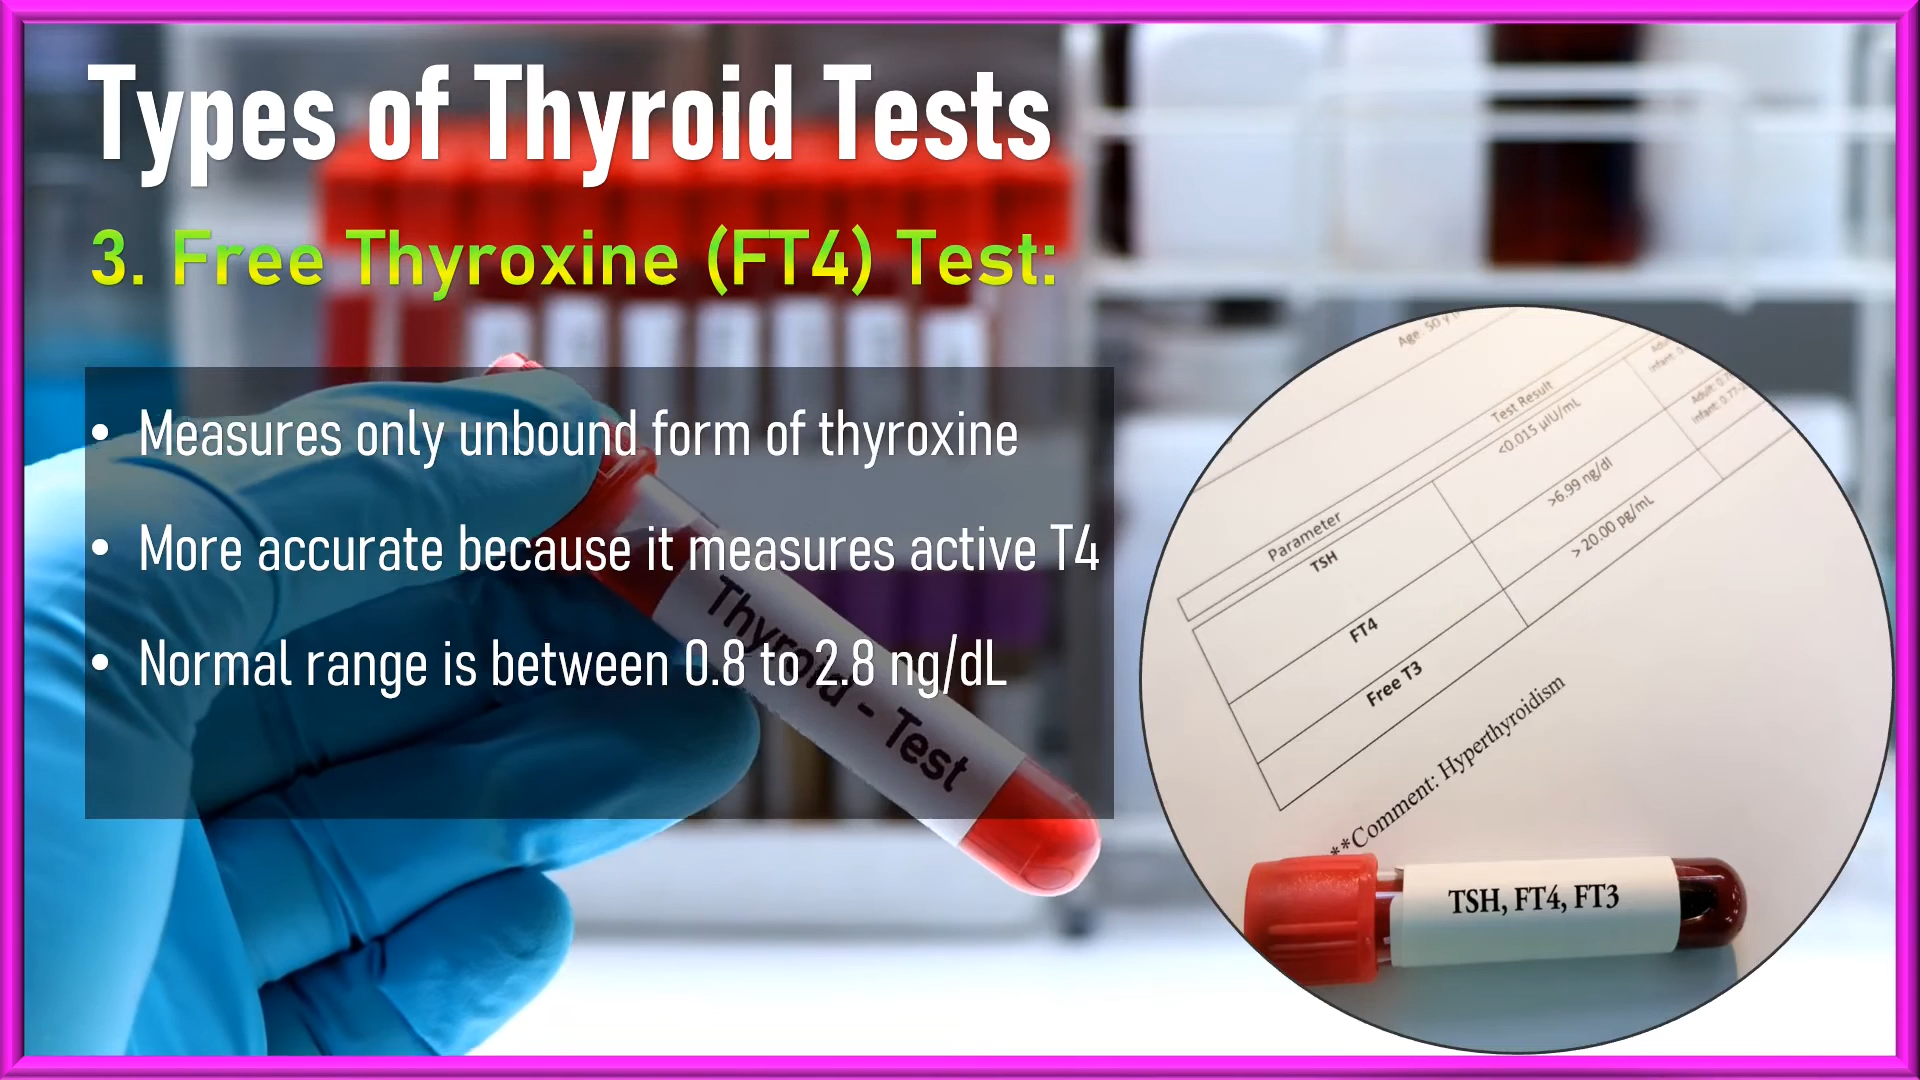 Types of Thyroid Tests
3. Free Thyroxine (FT4) Test:
• Measures only unbound form of thyroxine
• More accurate because it measures active T4
• Normal range is between 0.8 to 2.8 ng/dL
Thyroid - Test
Age: 50 y
Parameter
Test Result
TSH
<0.015 µIU/mL
FT4
>6.99 ng/dl
Free T3
> 20.00 pg/mL
**Comment: Hyperthyroidism
TSH, FT4, FT3